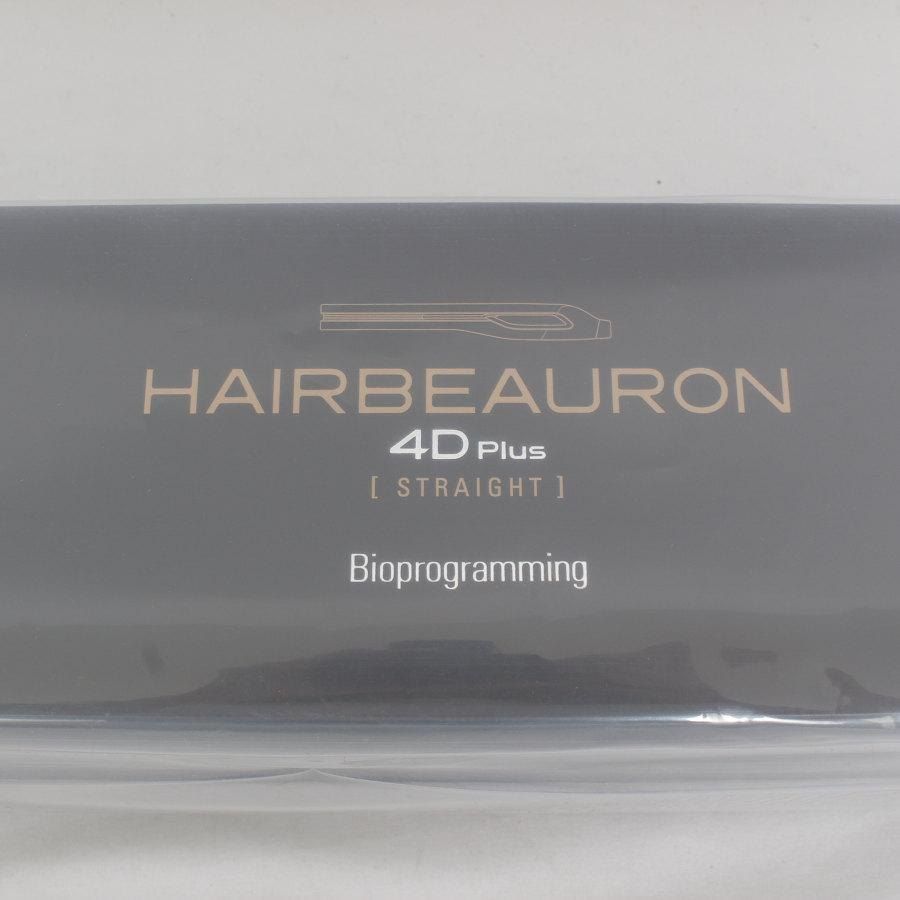 HAIRBEAURON
4D Plus
[ STRAIGHT ]
Bioprogramming